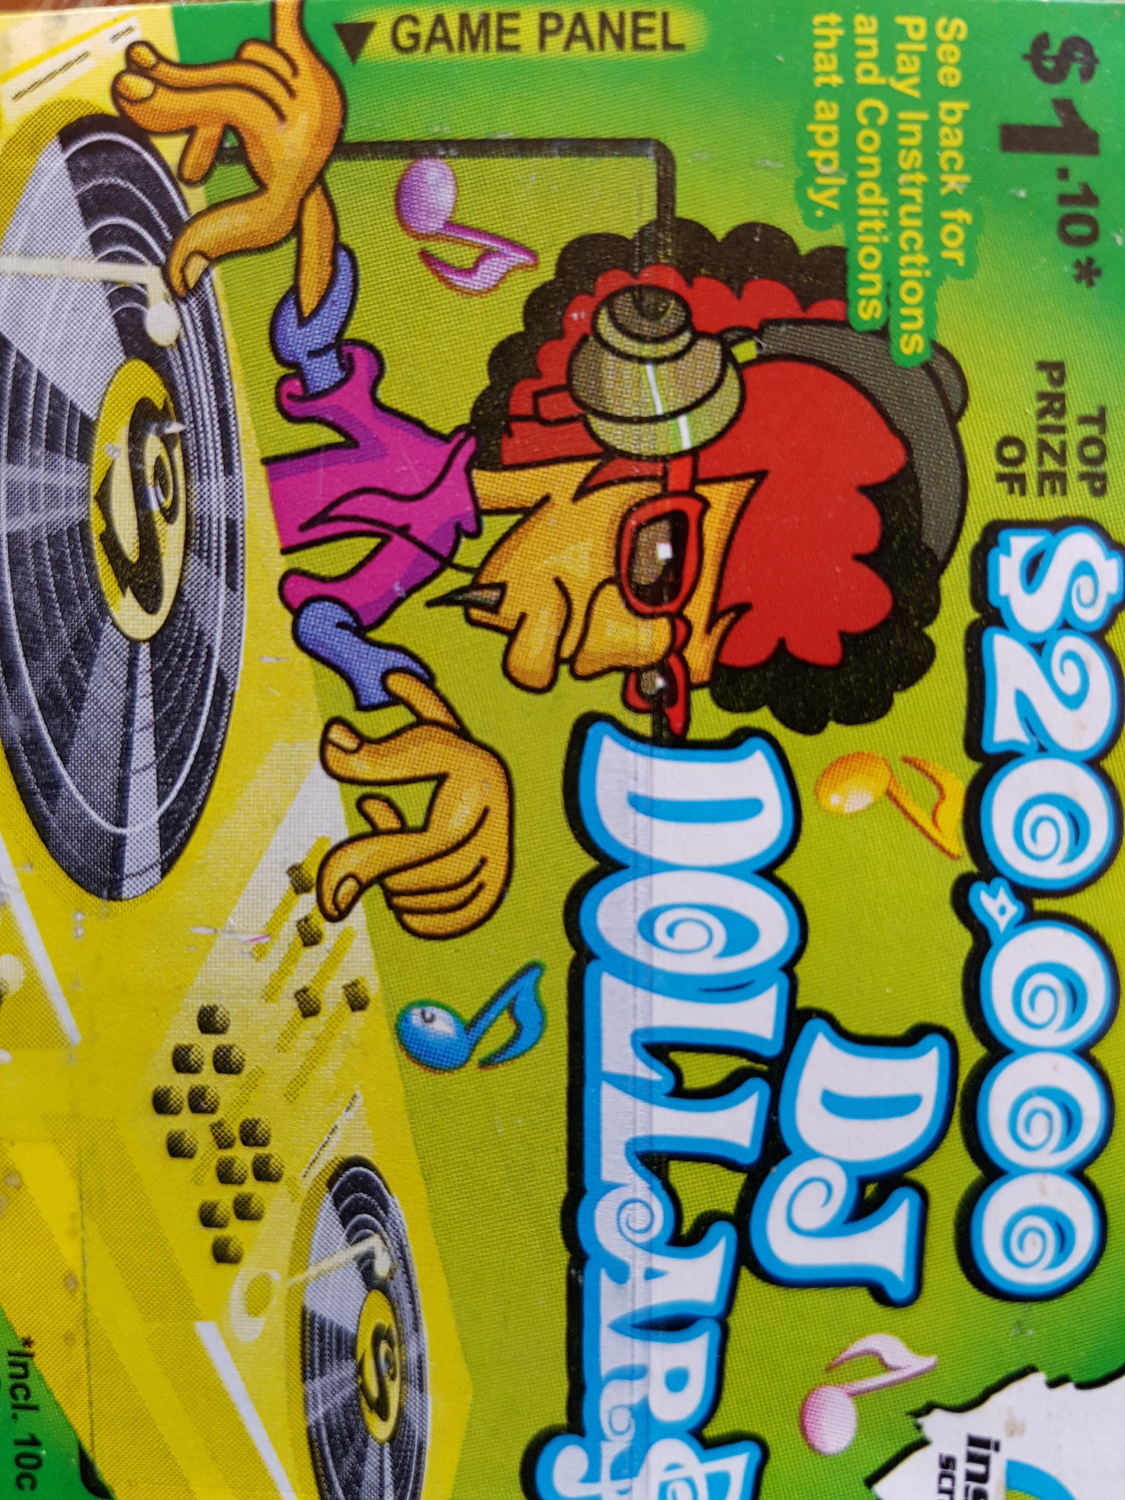 $1.10*
TOP
PRIZE
OF
$20,000
See back for
Play Instructions
and Conditions
that apply.
DJ
DOLLARS
GAME PANEL
S
S
*Incl. 10c